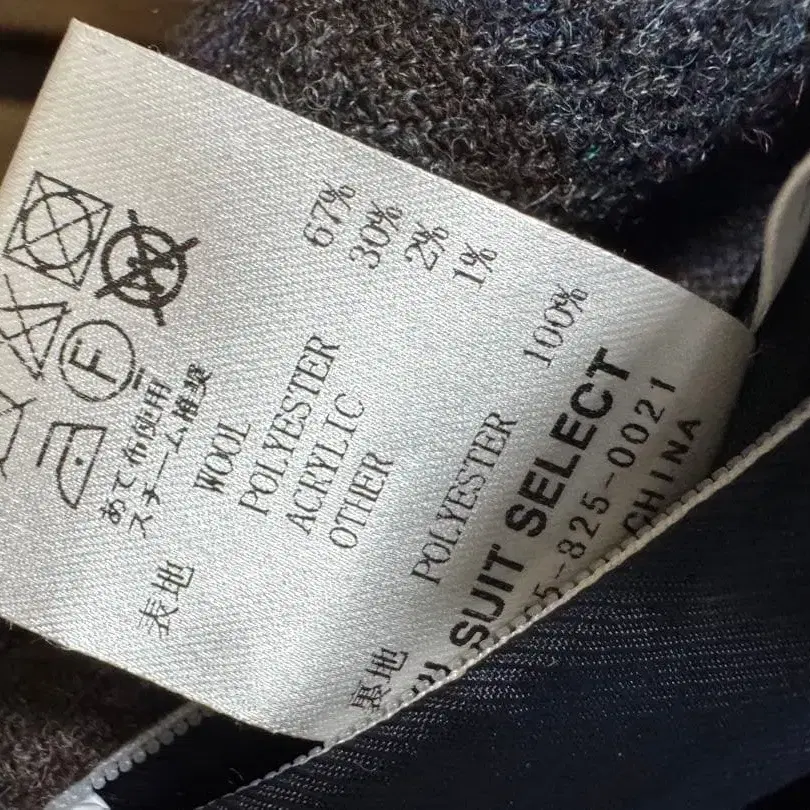 F
あて布使用
スチーム推奨
表地 WOOL 67%
POLYESTER 30%
ACRYLIC 2%
OTHER 1%
裏地 POLYESTER 100%
SUIT SELECT
5-825-0021
CHINA